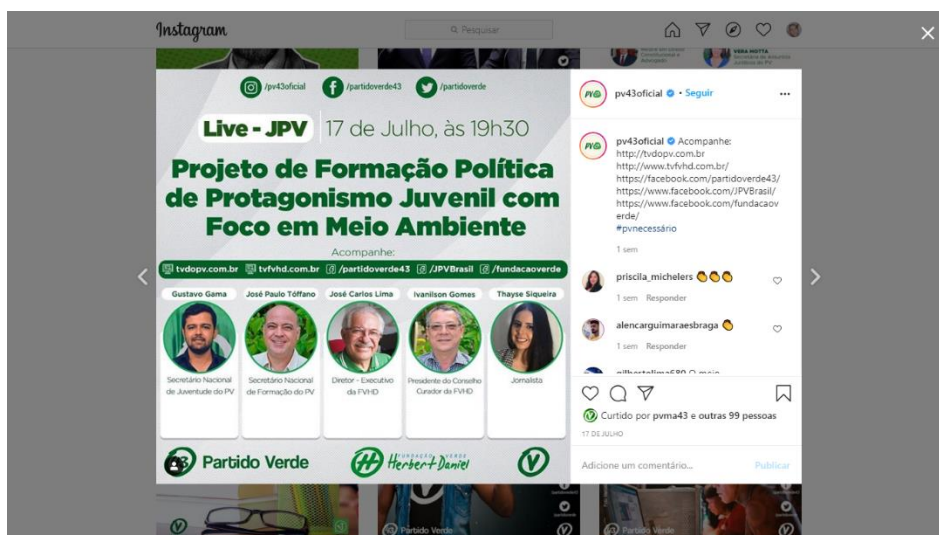 Instagram
Pesquisar
VERA MOTTA
/pv43oficial
/partidoverde43
/partidoverde
Live - JPV
17 de Julho, às 19h30
Projeto de Formação Política
de Protagonismo Juvenil com
Foco em Meio Ambiente
Acompanhe:
tvdopv.com.br
tvfvhd.com.br
/partidoverde43
/JPVBrasil
/fundacaoverde
Gustavo Gama
Secretário Nacional
de Juventude do PV
José Paulo Tóffano
Secretário Nacional
de Formação do PV
José Carlos Lima
Diretor - Executivo
da FVHD
Ivanilson Gomes
Presidente do Conselho
Curador da FVHD
Thayse Siqueira
Jornalista
Partido Verde
FUNDAÇÃO VERDE
Herbert Daniel
pv43oficial • Seguir
pv43oficial Acompanhe:
http://tvdopv.com.br
http://www.tvfvhd.com.br/
https://facebook.com/partidoverde43/
https://www.facebook.com/JPVBrasil/
https://www.facebook.com/fundacaov
erde/
#pvnecessário
1 sem
priscila_michelers 👏👏👏
1 sem Responder
alencarguimaraesbraga 👏
1 sem Responder
Curtido por pvma43 e outras 99 pessoas
17 DE JULHO
Adicione um comentário...
Publicar
Partido Verde
Partido Verde